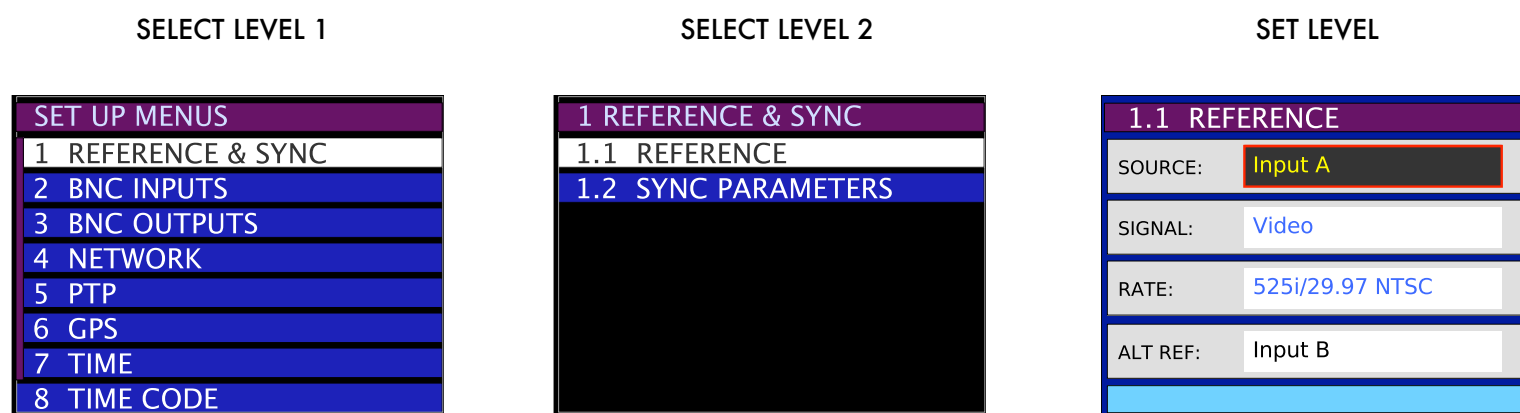 SELECT LEVEL 1
SELECT LEVEL 2
SET LEVEL
SET UP MENUS
1 REFERENCE & SYNC
2 BNC INPUTS
3 BNC OUTPUTS
4 NETWORK
5 PTP
6 GPS
7 TIME
8 TIME CODE
1 REFERENCE & SYNC
1.1 REFERENCE
1.2 SYNC PARAMETERS
1.1 REFERENCE
SOURCE: Input A
SIGNAL: Video
RATE: 525i/29.97 NTSC
ALT REF: Input B